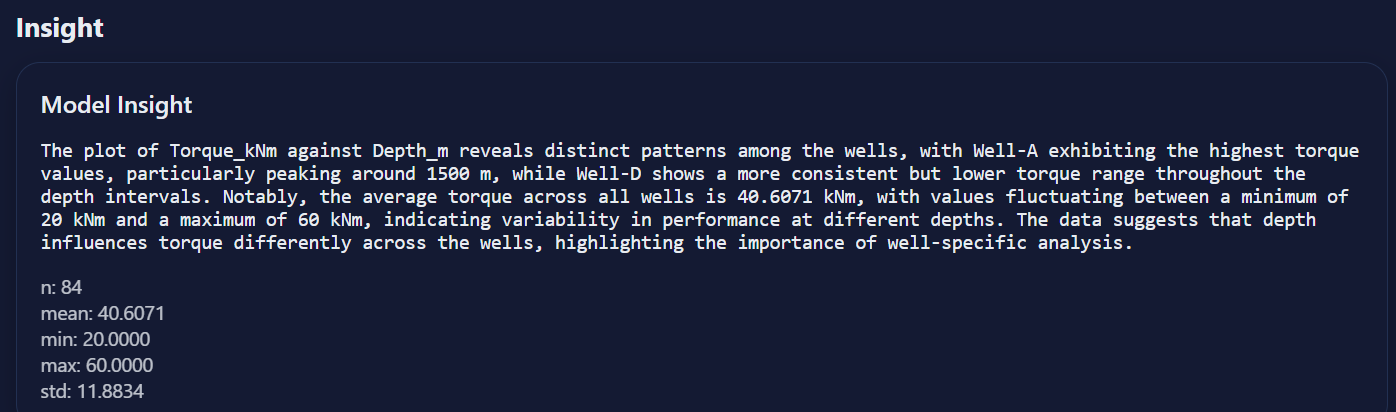 Insight
Model Insight
The plot of Torque_kNm against Depth_m reveals distinct patterns among the wells, with Well-A exhibiting the highest torque
values, particularly peaking around 1500 m, while Well-D shows a more consistent but lower torque range throughout the
depth intervals. Notably, the average torque across all wells is 40.6071 kNm, with values fluctuating between a minimum of
20 kNm and a maximum of 60 kNm, indicating variability in performance at different depths. The data suggests that depth
influences torque differently across the wells, highlighting the importance of well-specific analysis.
n: 84
mean: 40.6071
min: 20.0000
max: 60.0000
std: 11.8834